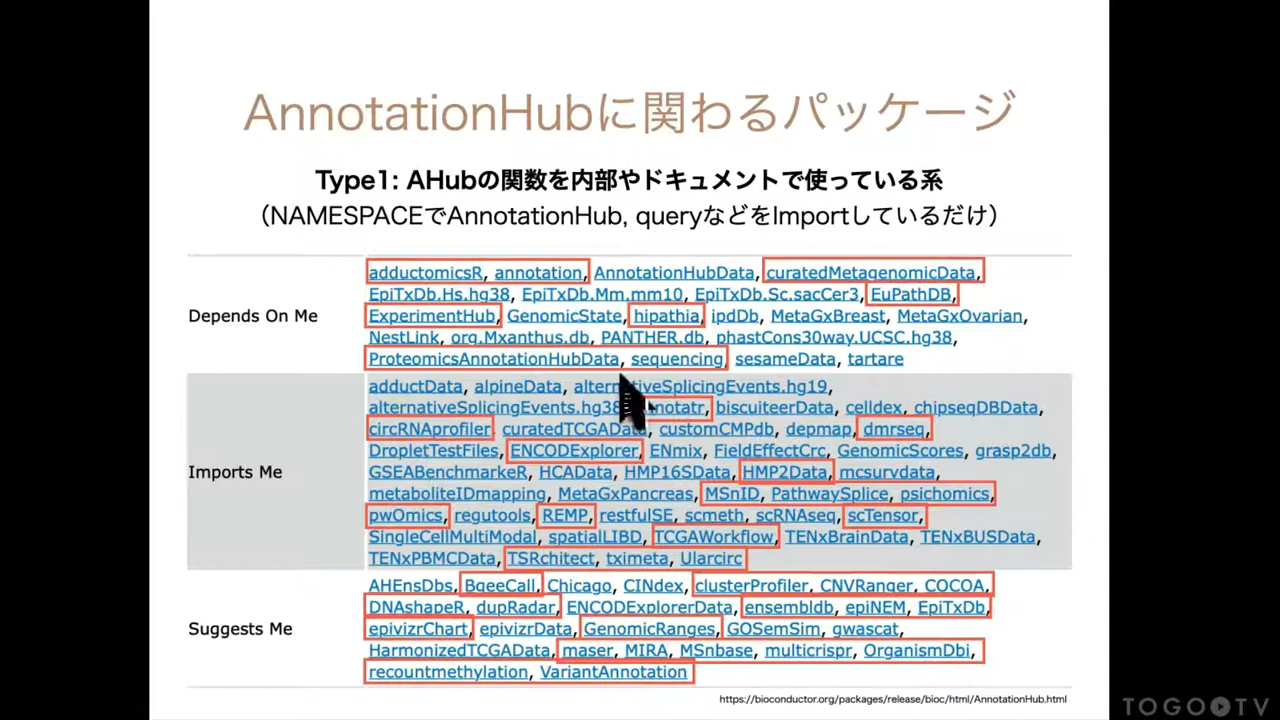 AnnotationHubに関わるパッケージ
Type1: AHubの関数を内部やドキュメントで使っている系
（NAMESPACEでAnnotationHub, queryなどをImportしているだけ）
Depends On Me
adductomicsR, annotation, AnnotationHubData, curatedMetagenomicData,
EpiTxDb.Hs.hg38, EpiTxDb.Mm.mm10, EpiTxDb.Sc.sacCer3, EuPathDB,
ExperimentHub, GenomicState, hipathia, ipdDb, MetaGxBreast, MetaGxOvarian,
NestLink, org.Mxanthus.db, PANTHER.db, phastCons30way.UCSC.hg38,
ProteomicsAnnotationHubData, sequencing, sesameData, tartare
Imports Me
adductData, alpineData, alternativeSplicingEvents.hg19,
alternativeSplicingEvents.hg38 notatr, biscuiteerData, celldex, chipseqDBData,
circRNAprofiler, curatedTCGAData, customCMPdb, depmap, dmrseq,
DropletTestFiles, ENCODExplorer, ENmix, FieldEffectCrc, GenomicScores, grasp2db,
GSEABenchmarkeR, HCAData, HMP16SData, HMP2Data, mcsurvdata,
metaboliteIDmapping, MetaGxPancreas, MSnID, PathwaySplice, psichomics,
pwOmics, regutools, REMP, restfulSE, scmeth, scRNAseq, scTensor,
SingleCellMultiModal, spatialLIBD, TCGAWorkflow, TENxBrainData, TENxBUSData,
TENxPBMCData, TSRchitect, tximeta, Ularcirc
Suggests Me
AHEnsDbs, BgeeCall, Chicago, CINdex, clusterProfiler, CNVRanger, COCOA,
DNAshapeR, dupRadar, ENCODExplorerData, ensembldb, epiNEM, EpiTxDb,
epivizrChart, epivizrData, GenomicRanges, GOSemSim, gwascat,
HarmonizedTCGAData, maser, MIRA, MSnbase, multicrispr, OrganismDbi,
recountmethylation, VariantAnnotation
https://bioconductor.org/packages/release/bioc/html/AnnotationHub.html
TOGO TV